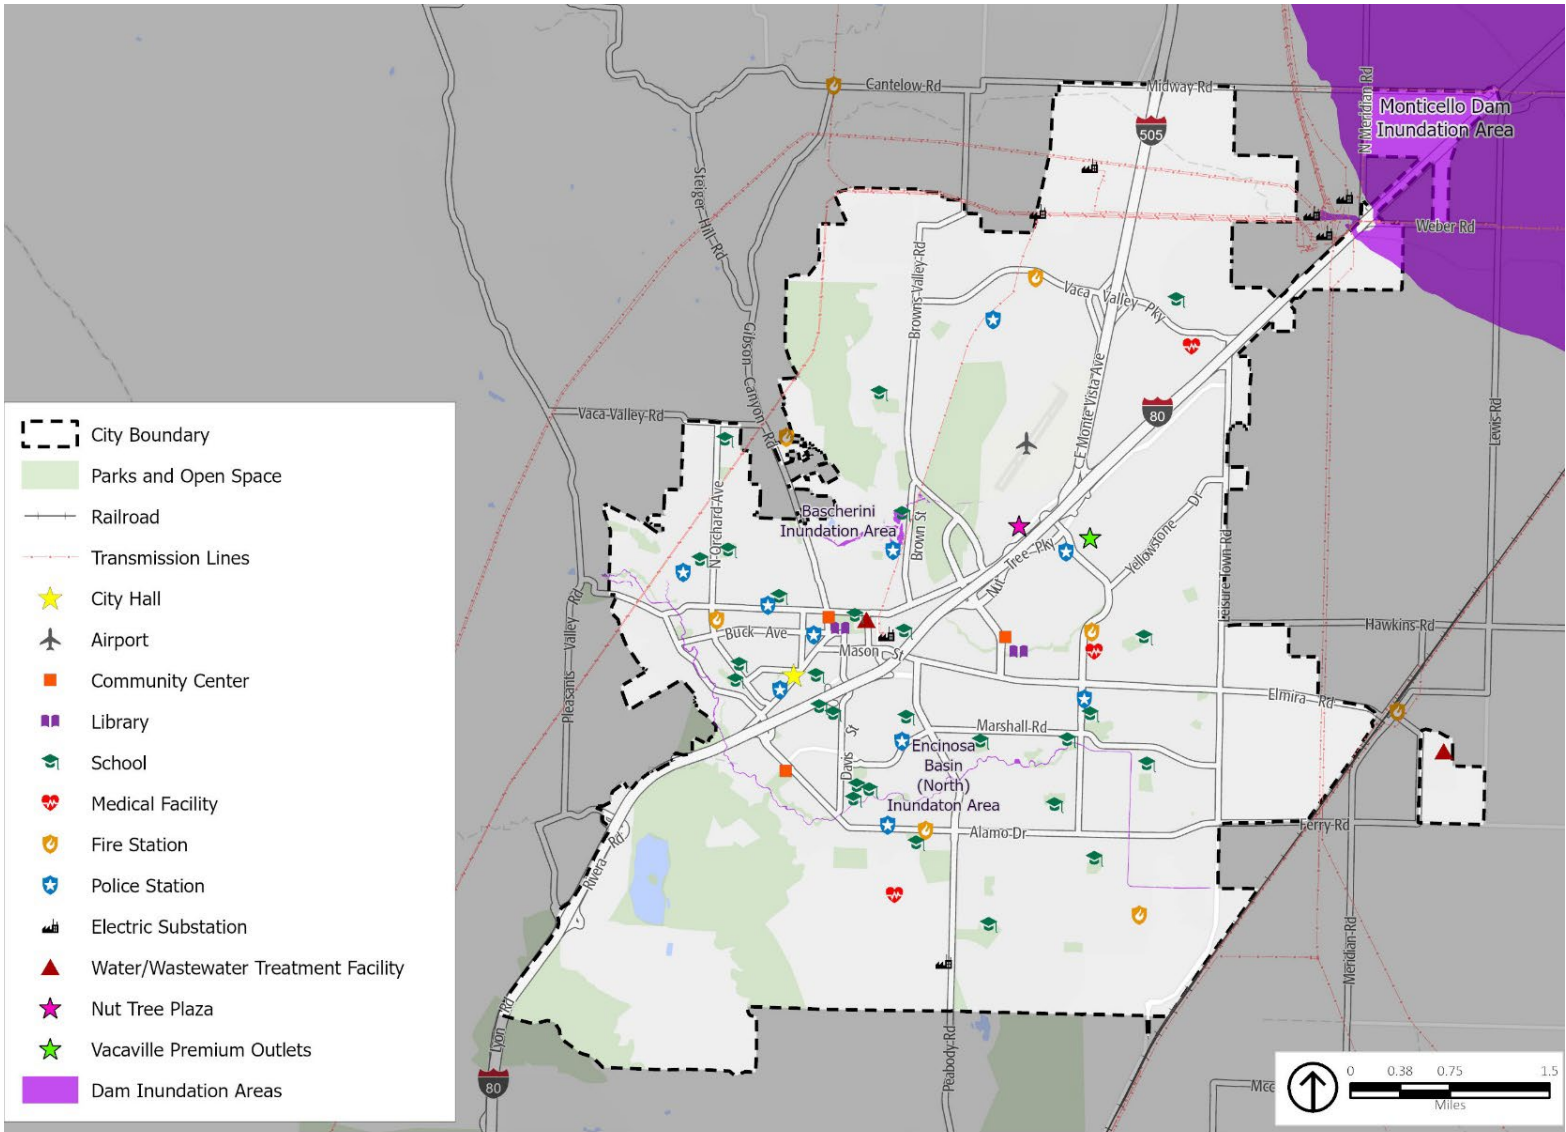 Cantelow Rd
Midway Rd
N Meridian Rd
Monticello Dam
Inundation Area
505
Steiger Hill Rd
Weber Rd
Browns Valley Rd
Vaca Valley Pky
Gibson Canyon Rd
E Monte Vista Ave
80
Lewis Rd
Vaca Valley Rd
N Orchard Ave
Bascherini
Inundation Area
Brown St
Nut Tree Pky
Yellowstone Dr
Leisure Town Rd
Pleasants Valley Rd
Buck Ave
Mason St
Hawkins Rd
Elmira Rd
Marshall Rd
Davis St
Encinosa
Basin
(North)
Inundaton Area
Alamo Dr
Ferry Rd
Rivera Rd
Meridian Rd
Lyon Rd
80
Peabody Rd
City Boundary
Parks and Open Space
Railroad
Transmission Lines
City Hall
Airport
Community Center
Library
School
Medical Facility
Fire Station
Police Station
Electric Substation
Water/Wastewater Treatment Facility
Nut Tree Plaza
Vacaville Premium Outlets
Dam Inundation Areas
0 0.38 0.75 1.5
Miles